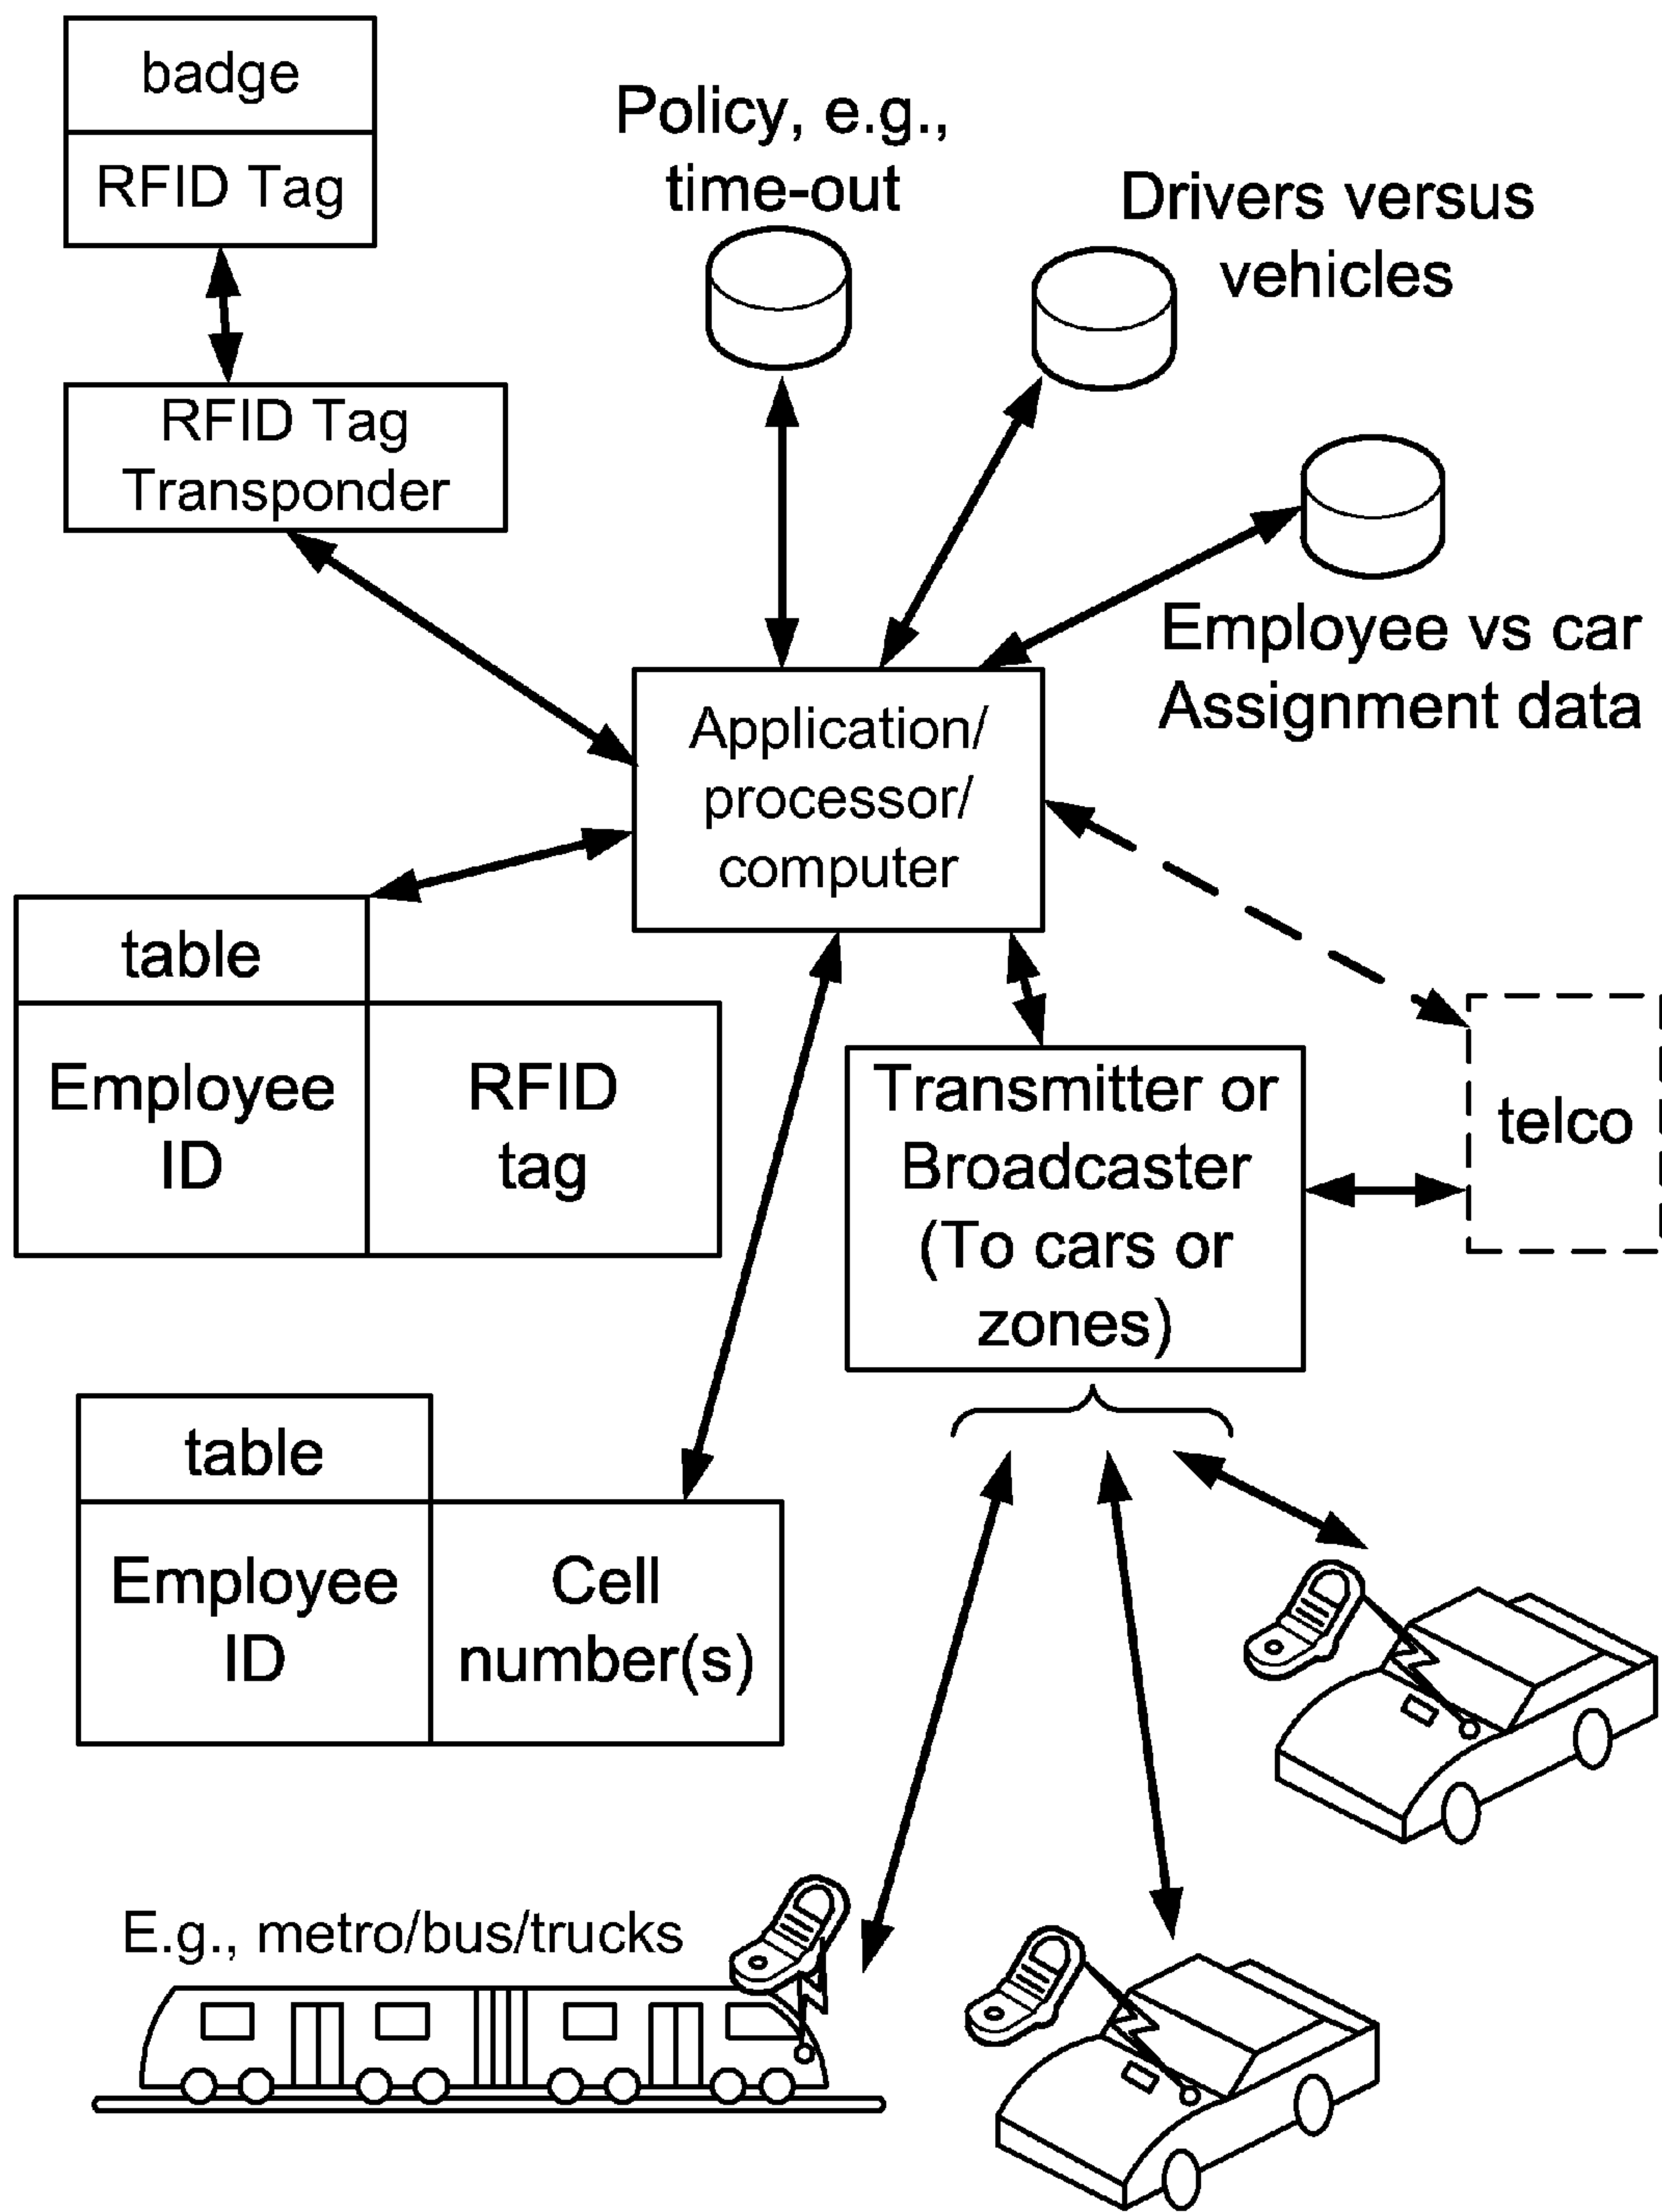 badge
RFID Tag
Policy, e.g.,
time-out
Drivers versus
vehicles
RFID Tag
Transponder
Employee vs car
Assignment data
Application/
processor/
computer
table
Employee
ID
RFID
tag
Transmitter or
Broadcaster
(To cars or
zones)
telco
table
Employee
ID
Cell
number(s)
E.g., metro/bus/trucks